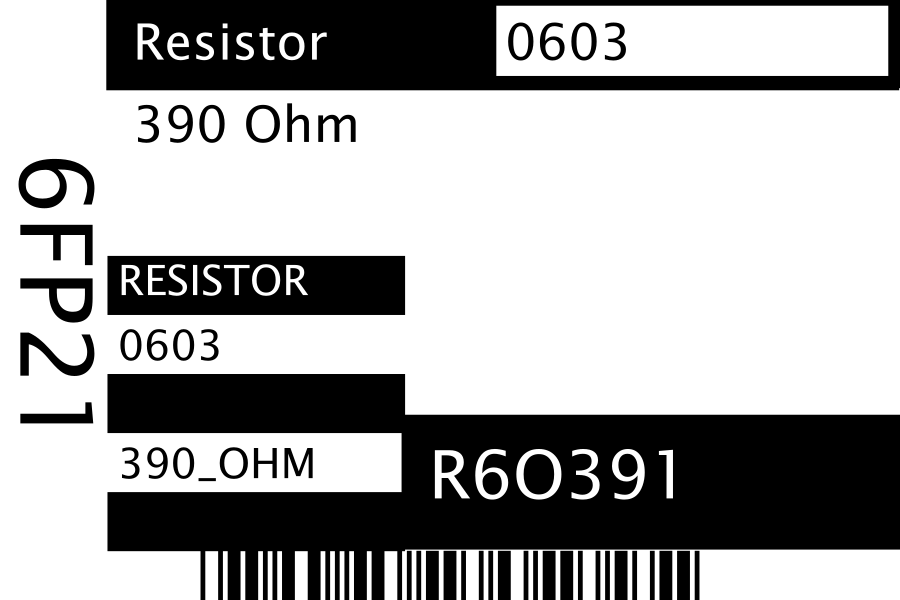 Resistor
0603
390 Ohm
6FP21
RESISTOR
0603
390_OHM
R6O391